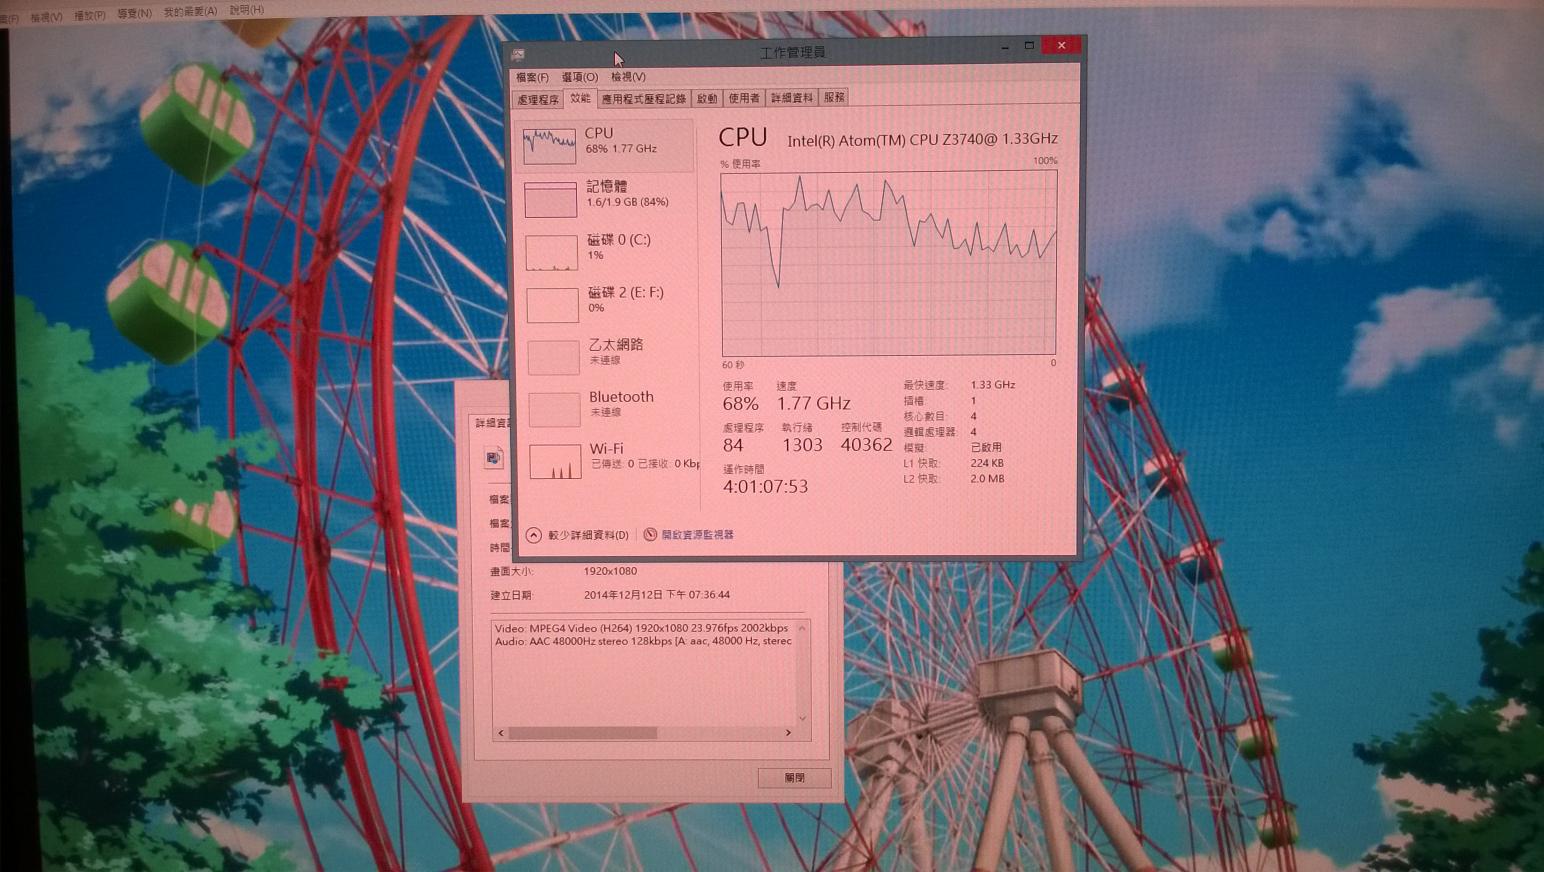 檢視(V) 播放(P) 導覽(N) 我的最愛(A) 說明(H)
工作管理員
檔案(F) 選項(O) 檢視(V)
處理程序 效能 應用程式歷程記錄 啟動 使用者 詳細資料 服務
CPU
68% 1.77 GHz
記憶體
1.6/1.9 GB (84%)
磁碟 0 (C:)
1%
磁碟 2 (E: F:)
0%
乙太網路
未連線
Bluetooth
未連線
Wi-Fi
已傳送: 0 已接收: 0 Kbp
CPU Intel(R) Atom(TM) CPU Z3740@ 1.33GHz
% 使用率 100%
60 秒 0
使用率 速度
68% 1.77 GHz
處理程序 執行緒 控制代碼
84 1303 40362
運作時間
4:01:07:53
最快速度: 1.33 GHz
插槽: 1
核心數目: 4
邏輯處理器: 4
模擬: 已啟用
L1 快取: 224 KB
L2 快取: 2.0 MB
較少詳細資料(D) 開啟資源監視器
詳細資
檔案
檔案
時間
畫面大小: 1920x1080
建立日期: 2014年12月12日 下午 07:36:44
Video: MPEG4 Video (H264) 1920x1080 23.976fps 2002kbps
Audio: AAC 48000Hz stereo 128kbps [A: aac, 48000 Hz, sterec
關閉